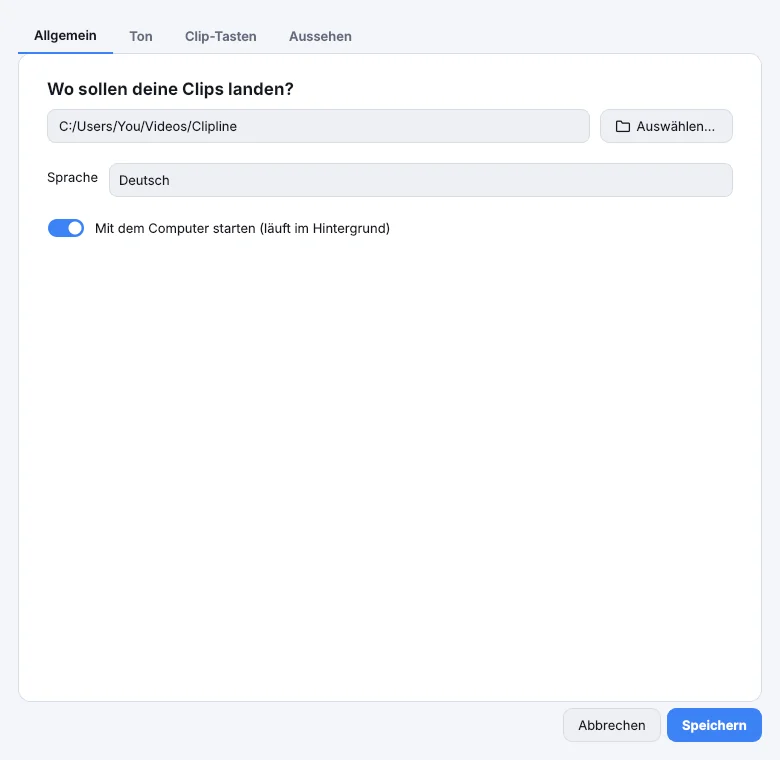 Allgemein Ton Clip-Tasten Aussehen
Wo sollen deine Clips landen?
C:/Users/You/Videos/Clipline Auswählen...
Sprache Deutsch
Mit dem Computer starten (läuft im Hintergrund)
Abbrechen Speichern